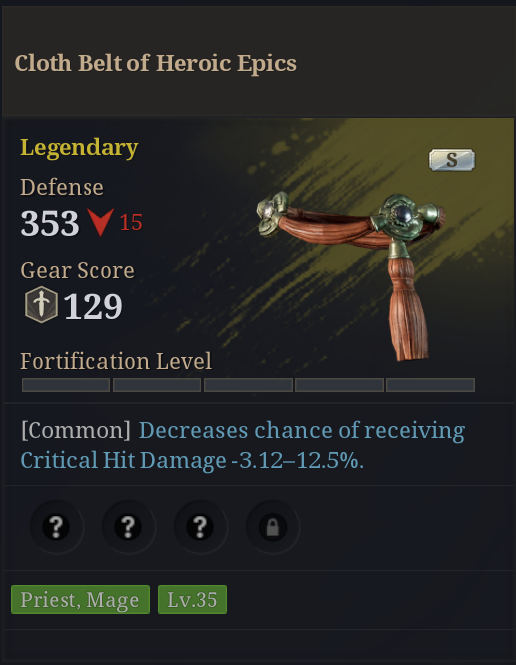 Cloth Belt of Heroic Epics
Legendary
S
Defense
353 15
Gear Score
129
Fortification Level
[Common] Decreases chance of receiving
Critical Hit Damage -3.12–12.5%.
? ? ?
Priest, Mage Lv.35